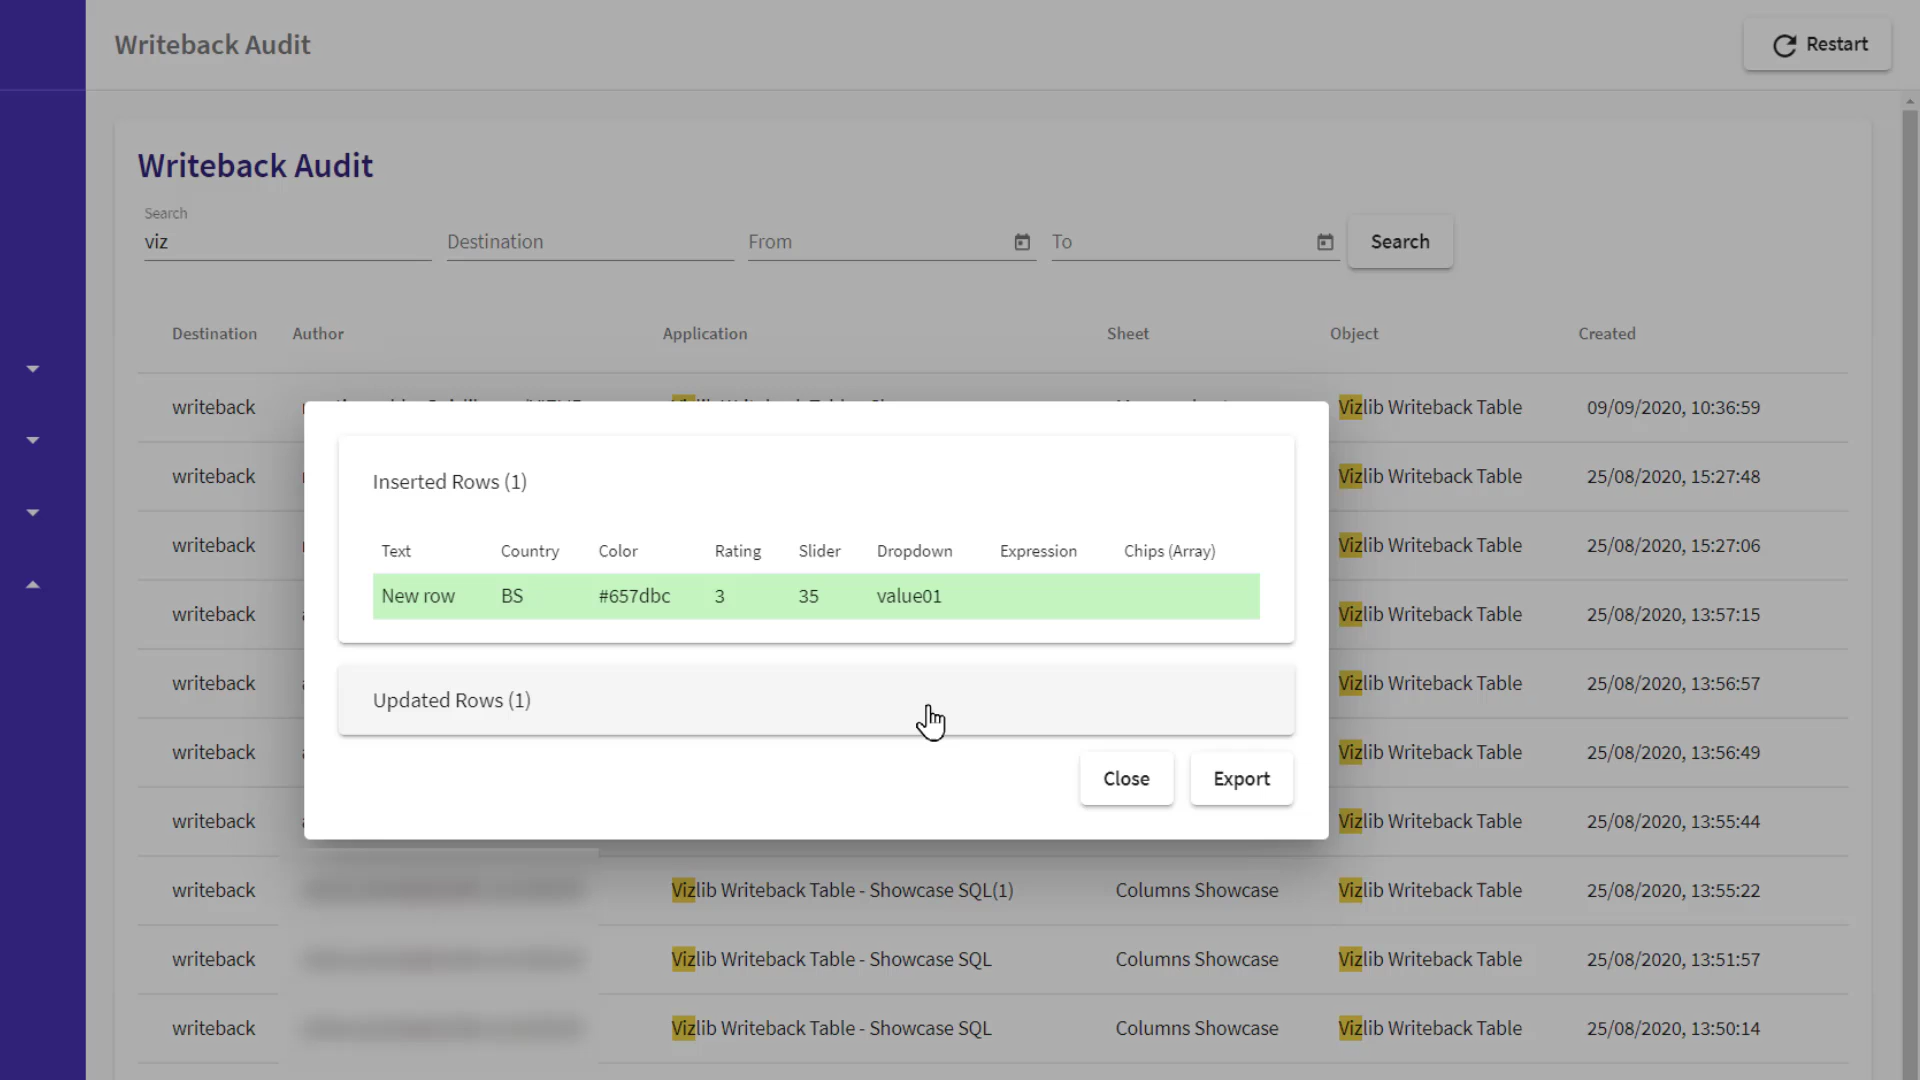 Writeback Audit
Restart
Writeback Audit
Search
viz
Destination
From
To
Search
Destination Author Application Sheet Object Created
writeback Vizlib Writeback Table 09/09/2020, 10:36:59
writeback Vizlib Writeback Table 25/08/2020, 15:27:48
writeback Vizlib Writeback Table 25/08/2020, 15:27:06
writeback Vizlib Writeback Table 25/08/2020, 13:57:15
writeback Vizlib Writeback Table 25/08/2020, 13:56:57
writeback Vizlib Writeback Table 25/08/2020, 13:56:49
writeback Vizlib Writeback Table 25/08/2020, 13:55:44
writeback Vizlib Writeback Table - Showcase SQL(1) Columns Showcase Vizlib Writeback Table 25/08/2020, 13:55:22
writeback Vizlib Writeback Table - Showcase SQL Columns Showcase Vizlib Writeback Table 25/08/2020, 13:51:57
writeback Vizlib Writeback Table - Showcase SQL Columns Showcase Vizlib Writeback Table 25/08/2020, 13:50:14
Inserted Rows (1)
Text Country Color Rating Slider Dropdown Expression Chips (Array)
New row BS #657dbc 3 35 value01
Updated Rows (1)
Close
Export